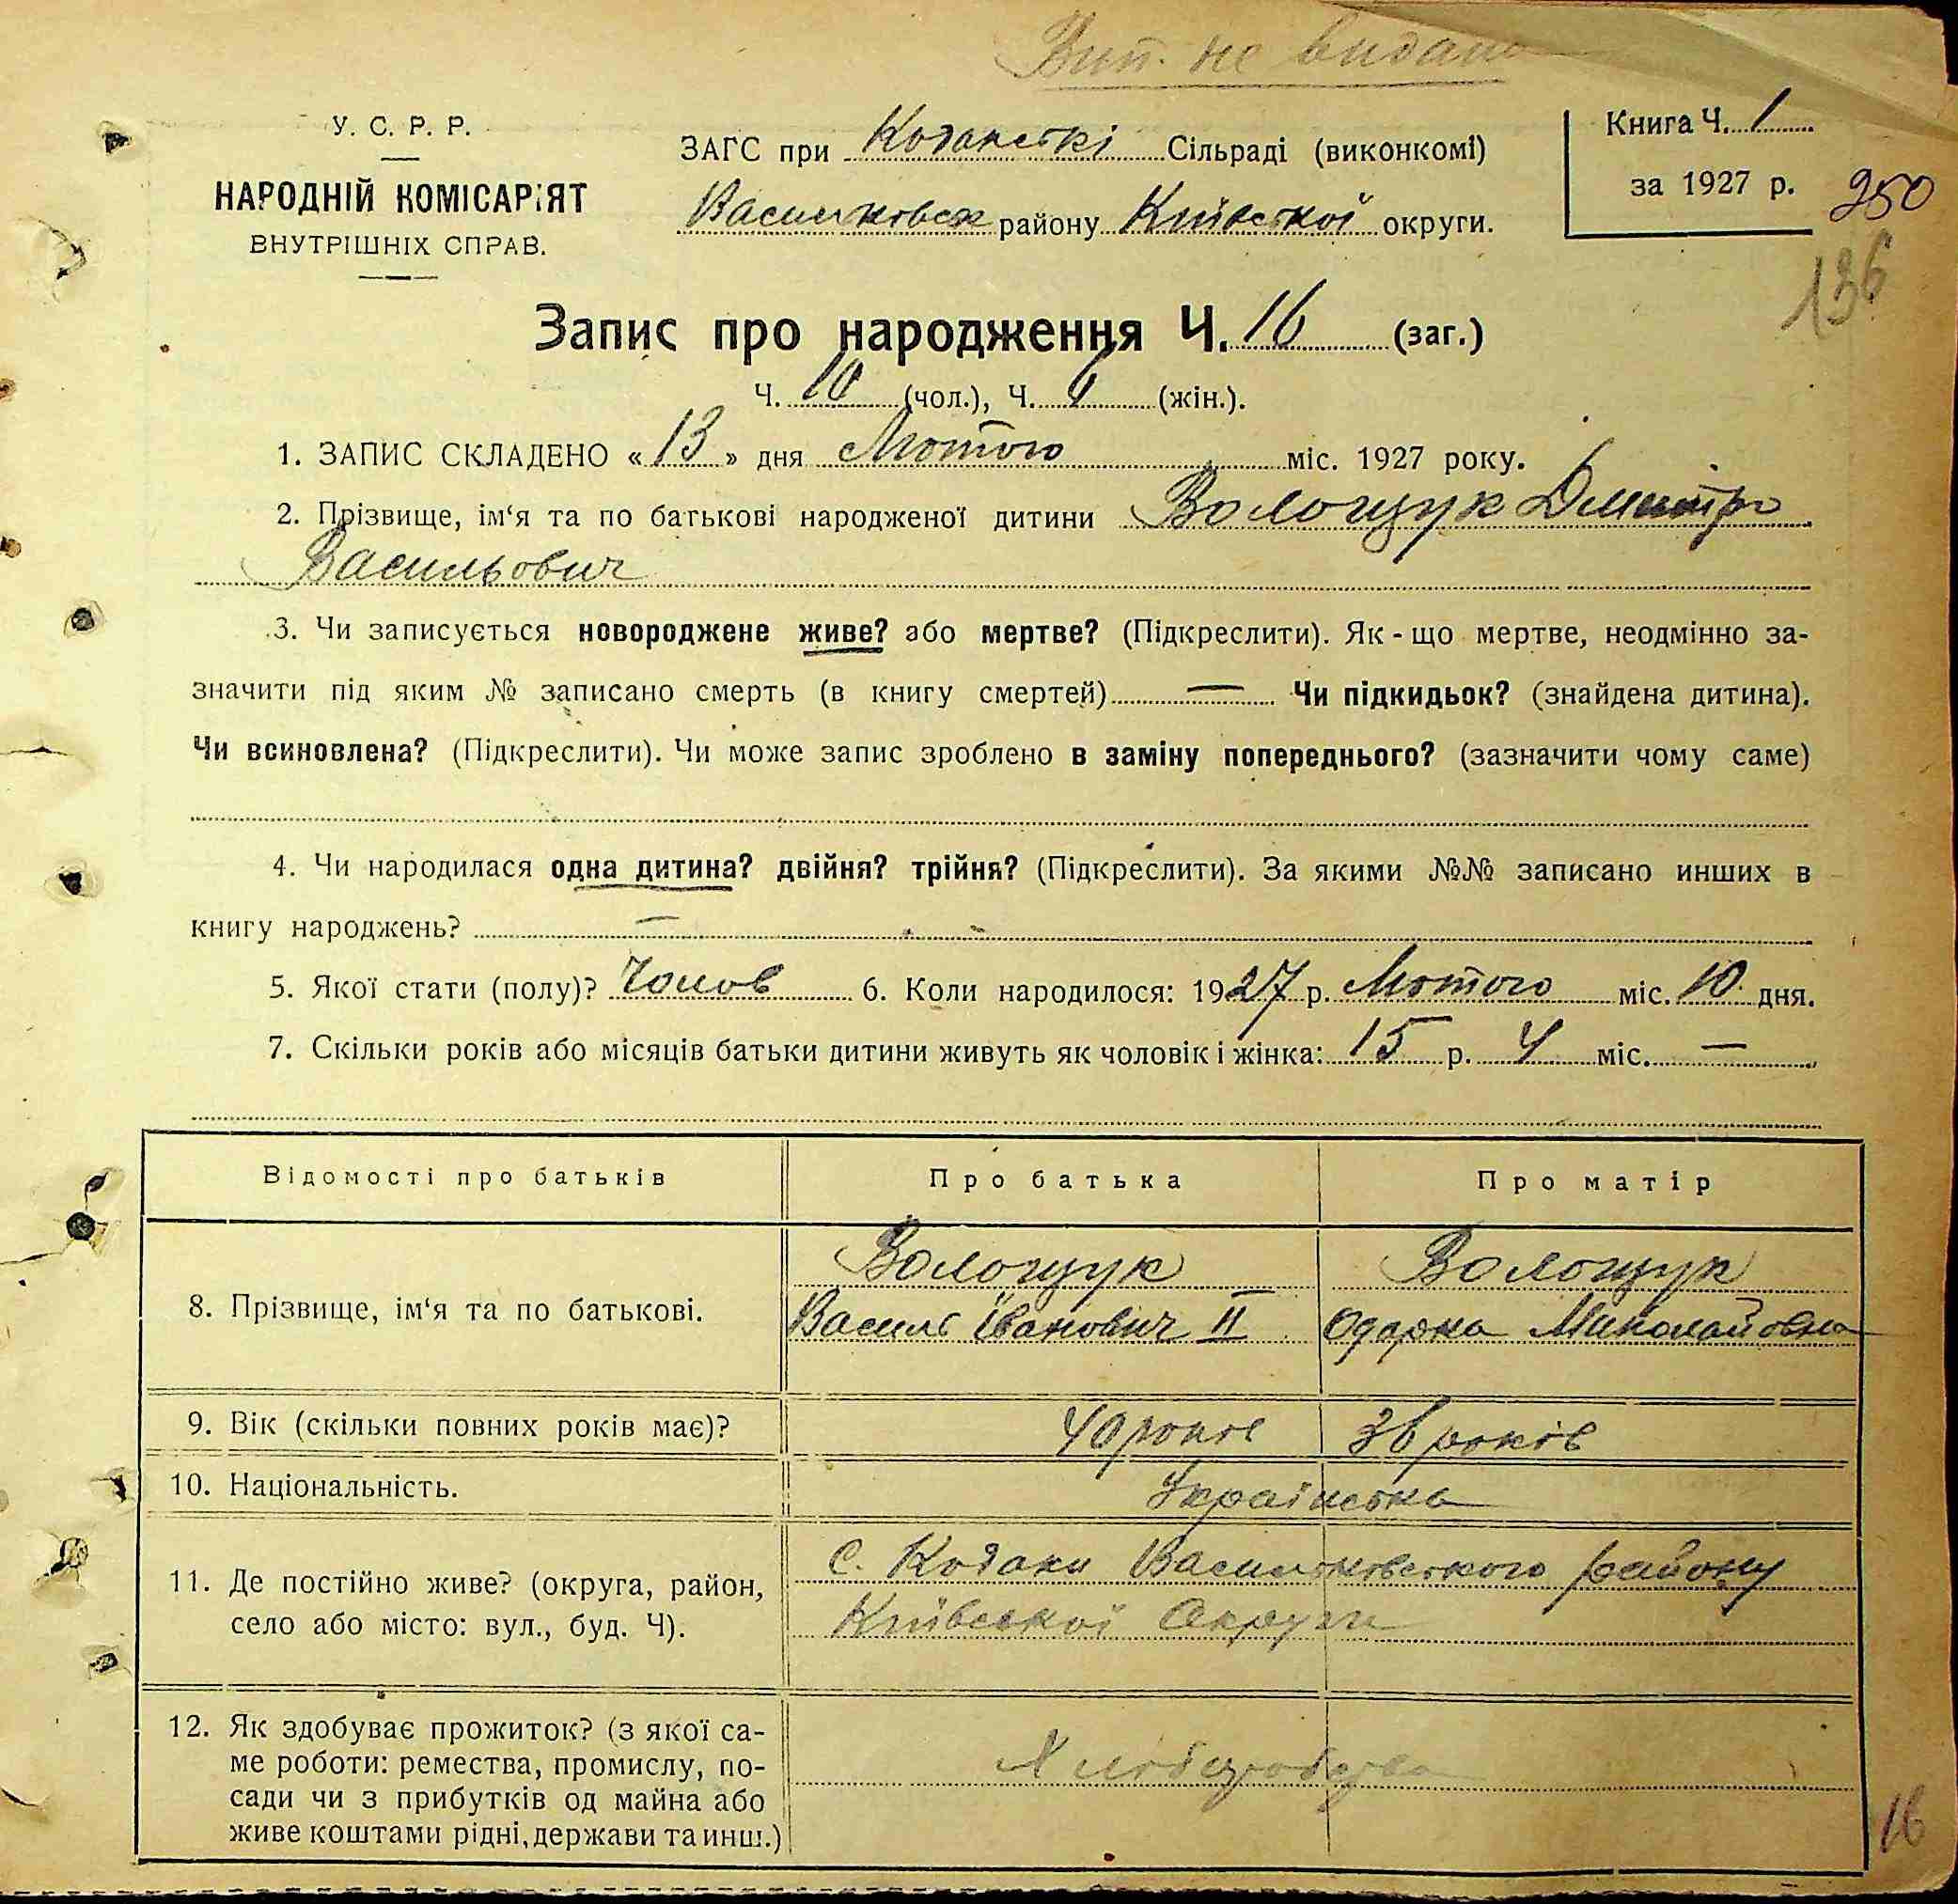 Вип. не видано
У. С. Р. Р.
НАРОДНІЙ КОМІСАРІЯТ
ВНУТРІШНІХ СПРАВ.
ЗАГС при Коданскі Сільраді (виконкомі)
Васильковск району Київської округи.
Книга Ч. 1
за 1927 р.
250
136
Запис про народження Ч. 16 (заг.)
Ч. 10 (чол.), Ч. 6 (жін.).
1. ЗАПИС СКЛАДЕНО « 13 » дня Лютого міс. 1927 року.
2. Прізвище, ім‘я та по батькові народженої дитини Волощук Дмитро
Васильович
3. Чи записується новороджене живе? або мертве? (Підкреслити). Як - що мертве, неодмінно за-
значити під яким № записано смерть (в книгу смертей) — Чи підкидьок? (знайдена дитина).
Чи всиновлена? (Підкреслити). Чи може запис зроблено в заміну попереднього? (зазначити чому саме)
4. Чи народилася одна дитина? двійня? трійня? (Підкреслити). За якими №№ записано инших в
книгу народжень? —
5. Якої стати (полу)? Чолов 6. Коли народилося: 1927 р. Лютого міс. 10 дня.
7. Скільки років або місяців батьки дитини живуть як чоловік і жінка: 15 р. 4 міс. —
Відомості про батьків Про батька Про матір
8. Прізвище, ім‘я та по батькові.
Волощук Волощук
Василь Іванович II Одарка Миколайовна
9. Вік (скільки повних років має)? 40 років 36 років
10. Національність. Українська
11. Де постійно живе? (округа, район,
село або місто: вул., буд. Ч).
С. Кодаки Васильковського району
Київської Округи
12. Як здобуває прожиток? (з якої са-
ме роботи: ремества, промислу, по-
сади чи з прибутків од майна або
живе коштами рідні, держави та инш.)
Хліборобство
16